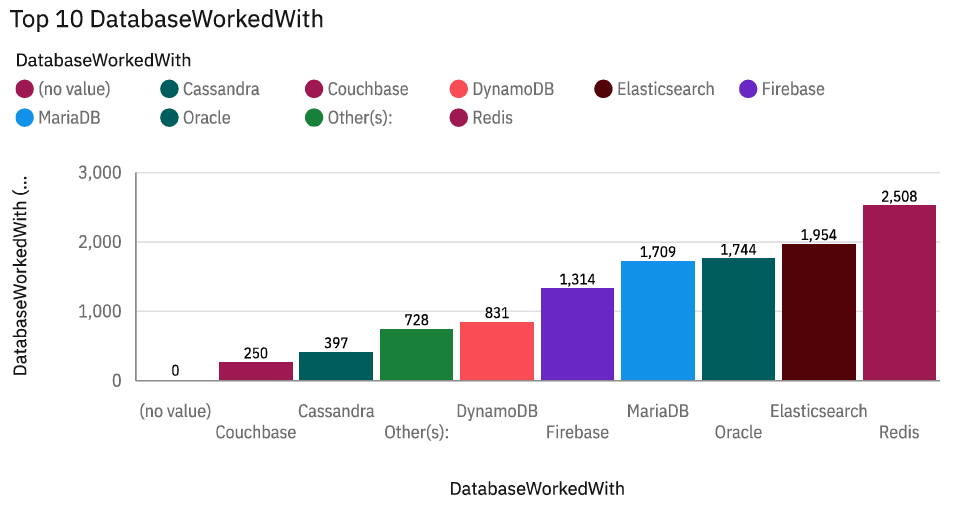 Top 10 DatabaseWorkedWith
DatabaseWorkedWith
(no value) Cassandra Couchbase DynamoDB Elasticsearch Firebase
MariaDB Oracle Other(s): Redis
DatabaseWorkedWith (...
3,000
2,000
1,000
0
0 250 397 728 831 1,314 1,709 1,744 1,954 2,508
(no value) Cassandra DynamoDB MariaDB Elasticsearch
Couchbase Other(s): Firebase Oracle Redis
DatabaseWorkedWith